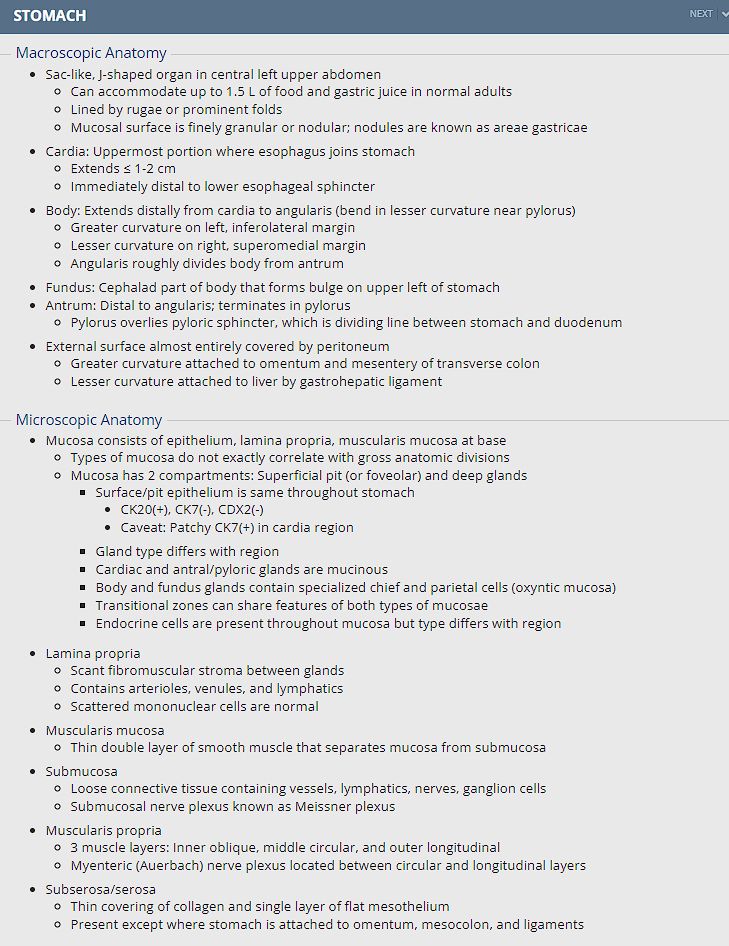 STOMACH
NEXT
Macroscopic Anatomy
• Sac-like, J-shaped organ in central left upper abdomen
○ Can accommodate up to 1.5 L of food and gastric juice in normal adults
○ Lined by rugae or prominent folds
○ Mucosal surface is finely granular or nodular; nodules are known as areae gastricae
• Cardia: Uppermost portion where esophagus joins stomach
○ Extends ≤ 1-2 cm
○ Immediately distal to lower esophageal sphincter
• Body: Extends distally from cardia to angularis (bend in lesser curvature near pylorus)
○ Greater curvature on left, inferolateral margin
○ Lesser curvature on right, superomedial margin
○ Angularis roughly divides body from antrum
• Fundus: Cephalad part of body that forms bulge on upper left of stomach
• Antrum: Distal to angularis; terminates in pylorus
○ Pylorus overlies pyloric sphincter, which is dividing line between stomach and duodenum
• External surface almost entirely covered by peritoneum
○ Greater curvature attached to omentum and mesentery of transverse colon
○ Lesser curvature attached to liver by gastrohepatic ligament
Microscopic Anatomy
• Mucosa consists of epithelium, lamina propria, muscularis mucosa at base
○ Types of mucosa do not exactly correlate with gross anatomic divisions
○ Mucosa has 2 compartments: Superficial pit (or foveolar) and deep glands
▪ Surface/pit epithelium is same throughout stomach
• CK20(+), CK7(-), CDX2(-)
• Caveat: Patchy CK7(+) in cardia region
▪ Gland type differs with region
▪ Cardiac and antral/pyloric glands are mucinous
▪ Body and fundus glands contain specialized chief and parietal cells (oxyntic mucosa)
▪ Transitional zones can share features of both types of mucosae
▪ Endocrine cells are present throughout mucosa but type differs with region
• Lamina propria
○ Scant fibromuscular stroma between glands
○ Contains arterioles, venules, and lymphatics
○ Scattered mononuclear cells are normal
• Muscularis mucosa
○ Thin double layer of smooth muscle that separates mucosa from submucosa
• Submucosa
○ Loose connective tissue containing vessels, lymphatics, nerves, ganglion cells
○ Submucosal nerve plexus known as Meissner plexus
• Muscularis propria
○ 3 muscle layers: Inner oblique, middle circular, and outer longitudinal
○ Myenteric (Auerbach) nerve plexus located between circular and longitudinal layers
• Subserosa/serosa
○ Thin covering of collagen and single layer of flat mesothelium
○ Present except where stomach is attached to omentum, mesocolon, and ligaments